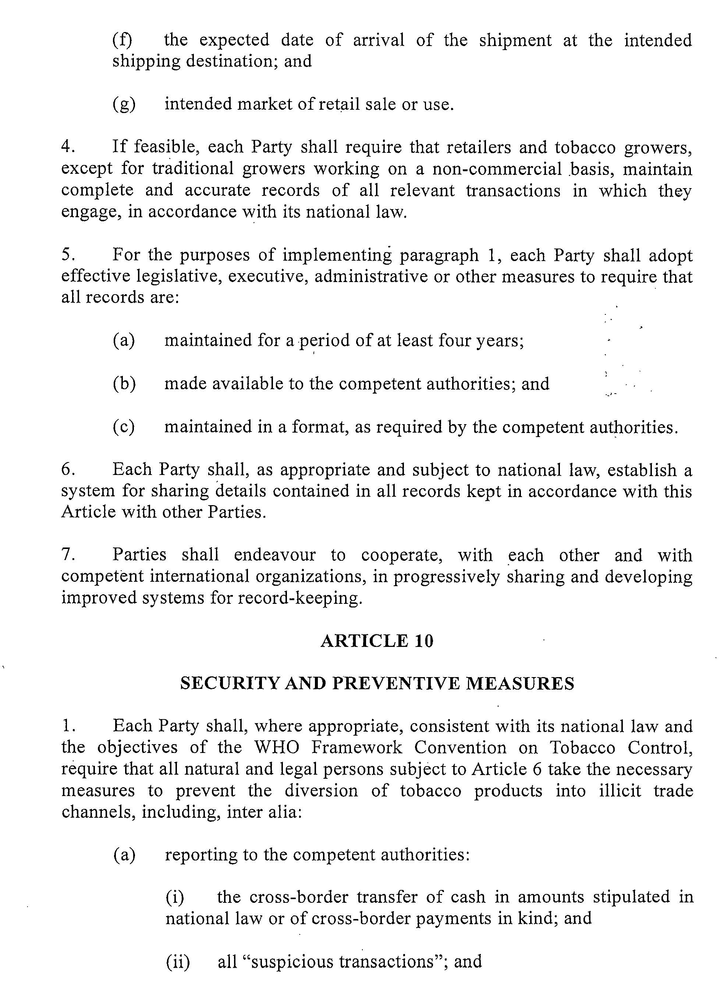 (f) the expected date of arrival of the shipment at the intended
shipping destination; and
(g) intended market of retail sale or use.
4. If feasible, each Party shall require that retailers and tobacco growers,
except for traditional growers working on a non-commercial basis, maintain
complete and accurate records of all relevant transactions in which they
engage, in accordance with its national law.
5. For the purposes of implementing paragraph 1, each Party shall adopt
effective legislative, executive, administrative or other measures to require that
all records are:
(a) maintained for a period of at least four years;
(b) made available to the competent authorities; and
(c) maintained in a format, as required by the competent authorities.
6. Each Party shall, as appropriate and subject to national law, establish a
system for sharing details contained in all records kept in accordance with this
Article with other Parties.
7. Parties shall endeavour to cooperate, with each other and with
competent international organizations, in progressively sharing and developing
improved systems for record-keeping.
ARTICLE 10
SECURITY AND PREVENTIVE MEASURES
1. Each Party shall, where appropriate, consistent with its national law and
the objectives of the WHO Framework Convention on Tobacco Control,
require that all natural and legal persons subject to Article 6 take the necessary
measures to prevent the diversion of tobacco products into illicit trade
channels, including, inter alia:
(a) reporting to the competent authorities:
(i) the cross-border transfer of cash in amounts stipulated in
national law or of cross-border payments in kind; and
(ii) all “suspicious transactions”; and